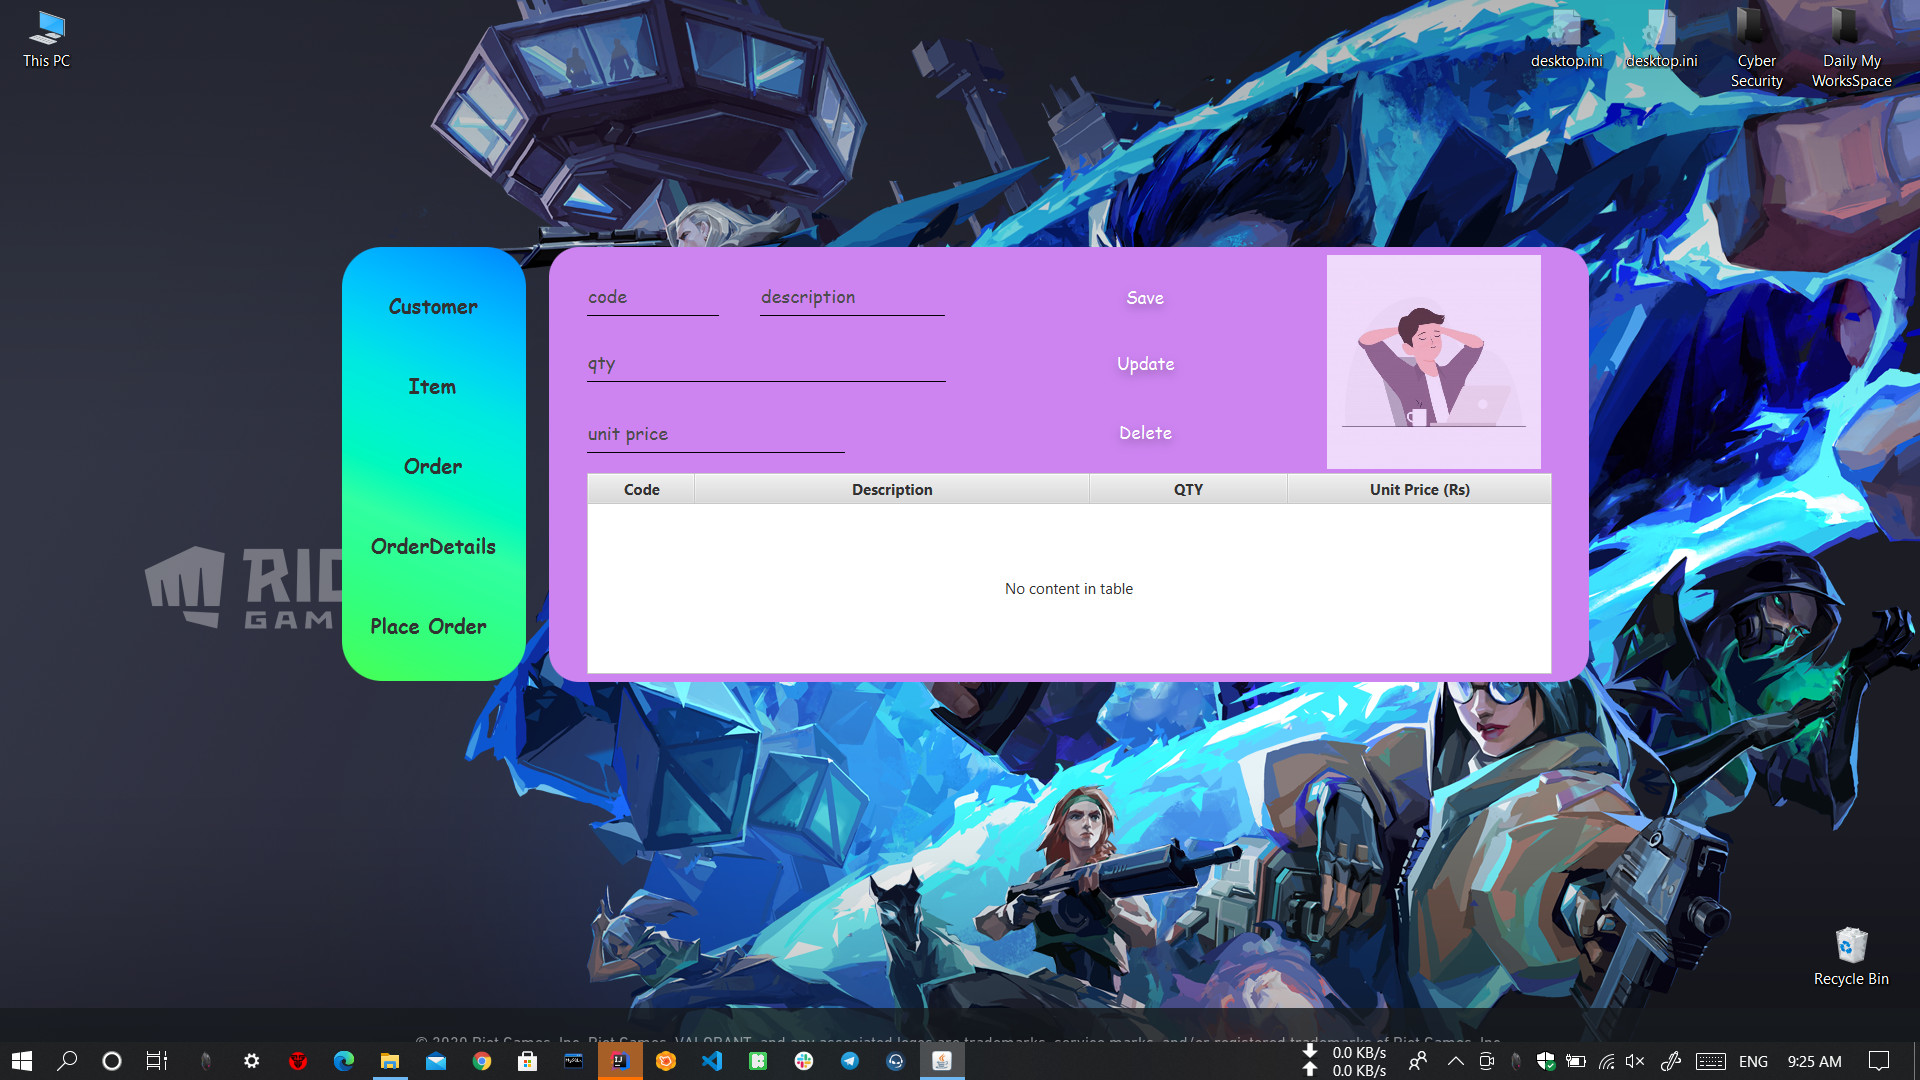 This PC
desktop.ini
desktop.ini
Cyber
Security
Daily My
WorksSpace
Customer
Item
Order
OrderDetails
Place Order
code
description
qty
unit price
Save
Update
Delete
Code
Description
QTY
Unit Price (Rs)
No content in table
RIO
GAM
Recycle Bin
© 2020 Riot Games, Inc. Riot Games, VALORANT, and any associated logos are trademarks, service marks, and/or registered trademarks of Riot Games, Inc.
0.0 KB/s
0.0 KB/s
ENG
9:25 AM